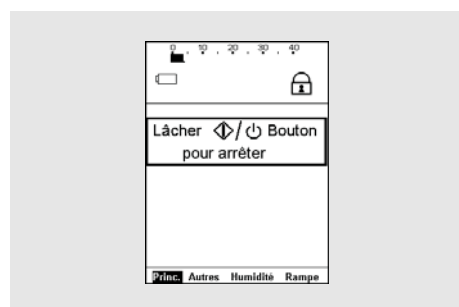 0 . 10 . 20 . 30 . 40
Lâcher /⏻ Bouton
pour arrêter
Princ. Autres Humidité Rampe